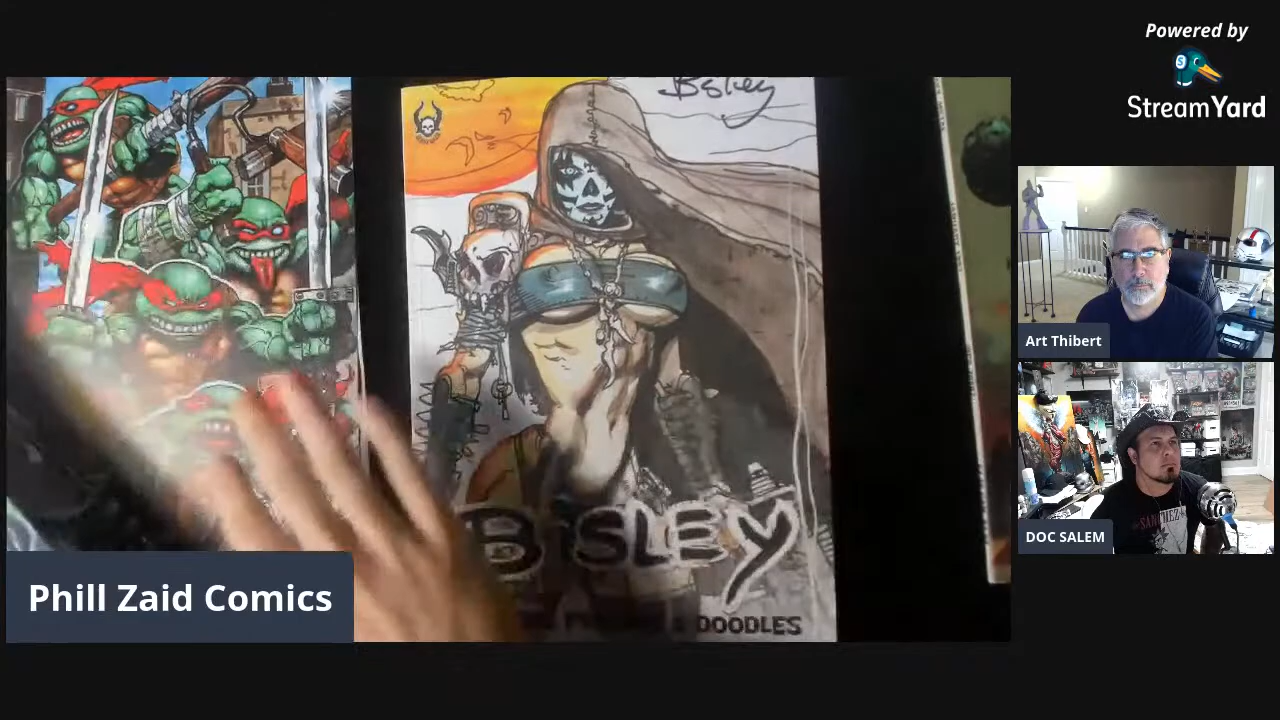 Powered by
StreamYard
Bisley
BISLEY
& DOODLES
Phill Zaid Comics
Art Thibert
DOC SALEM